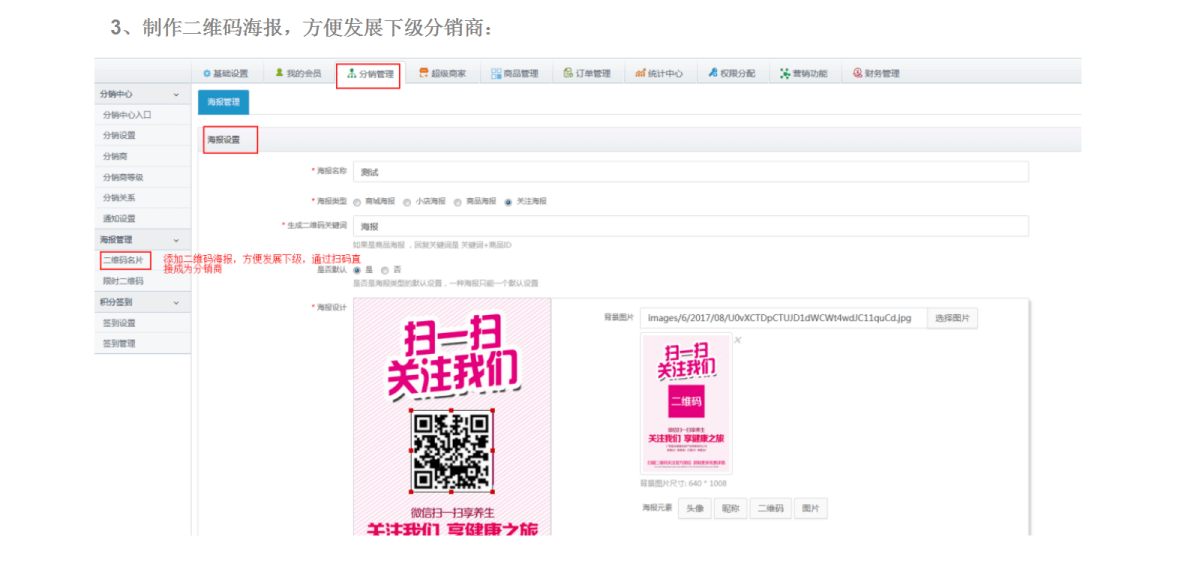 3、制作二维码海报，方便发展下级分销商：
基础设置 我的会员 分销管理 超级商家 商品管理 订单管理 统计中心 权限分配 营销功能 财务管理
分销中心
分销中心入口
分销设置
分销商
分销商等级
分销关系
通知设置
海报管理
二维码名片
限时二维码
积分签到
签到设置
签到管理
海报管理
海报设置
* 海报名称 测试
* 海报类型 商城海报 小店海报 商品海报 关注海报
* 生成二维码关键词 海报
如果是商品海报 ，回复关键词是 关键词+商品ID
添加二维码海报，方便发展下级，通过扫码直
接成为分销商
是否默认 是 否
是否是海报类型的默认设置，一种海报只能一个默认设置
* 海报设计
扫一扫
关注我们
微信扫一扫享养生
关注我们 享健康之旅
背景图片 images/6/2017/08/U0vXCTDpCTUJD1dWCWt4wdJC11quCd.jpg 选择图片
扫一扫
关注我们
二维码
微信扫一扫享养生
关注我们 享健康之旅
背景图片尺寸: 640 * 1008
海报元素 头像 昵称 二维码 图片